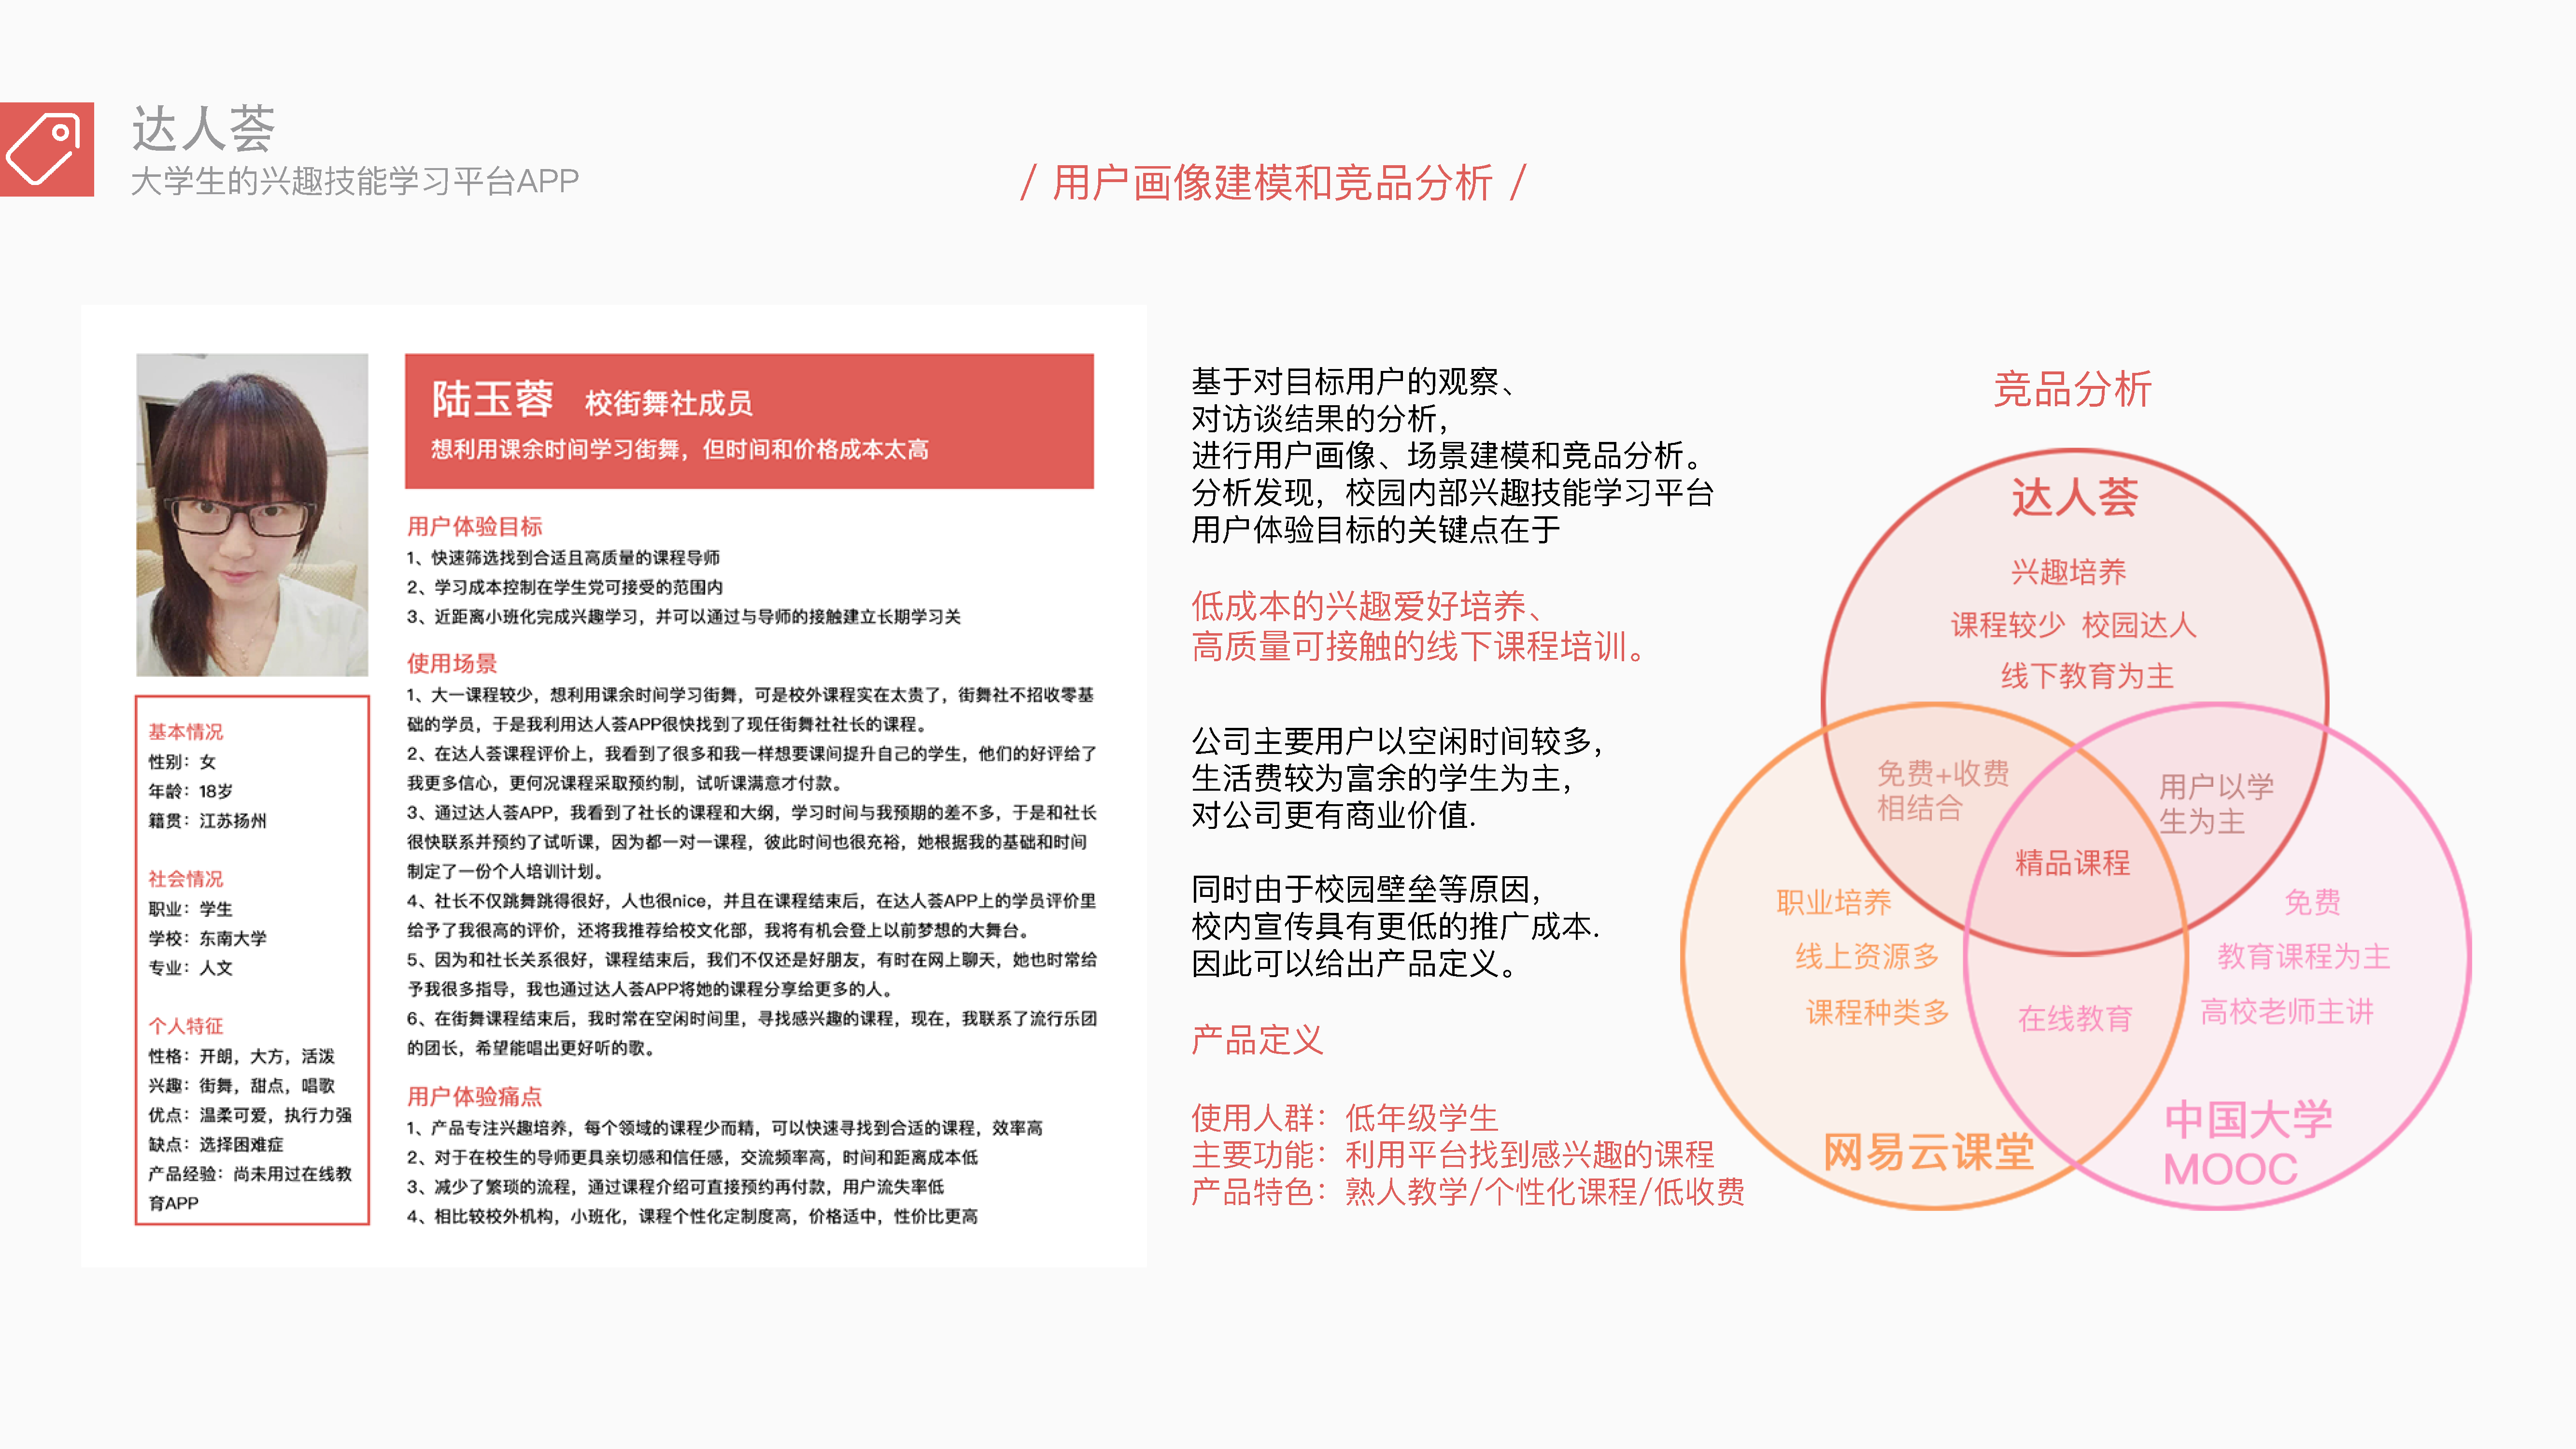 达人荟
大学生的兴趣技能学习平台APP
/ 用户画像建模和竞品分析 /
陆玉蓉 校街舞社成员
想利用课余时间学习街舞，但时间和价格成本太高
基本情况
性别：女
年龄：18岁
籍贯：江苏扬州
社会情况
职业：学生
学校：东南大学
专业：人文
个人特征
性格：开朗，大方，活泼
兴趣：街舞，甜点，唱歌
优点：温柔可爱，执行力强
缺点：选择困难症
产品经验：尚未用过在线教
育APP
用户体验目标
1、快速筛选找到合适且高质量的课程导师
2、学习成本控制在学生党可接受的范围内
3、近距离小班化完成兴趣学习，并可以通过与导师的接触建立长期学习关
使用场景
1、大一课程较少，想利用课余时间学习街舞，可是校外课程实在太贵了，街舞社不招收零基
础的学员，于是我利用达人荟APP很快找到了现任街舞社社长的课程。
2、在达人荟课程评价上，我看到了很多和我一样想要课间提升自己的学生，他们的好评给了
我更多信心，更何况课程采取预约制，试听课满意才付款。
3、通过达人荟APP，我看到了社长的课程和大纲，学习时间与我预期的差不多，于是和社长
很快联系并预约了试听课，因为都一对一课程，彼此时间也很充裕，她根据我的基础和时间
制定了一份个人培训计划。
4、社长不仅跳舞跳得很好，人也很nice，并且在课程结束后，在达人荟APP上的学员评价里
给予了我很高的评价，还将我推荐给校文化部，我将有机会登上以前梦想的大舞台。
5、因为和社长关系很好，课程结束后，我们不仅还是好朋友，有时在网上聊天，她也时常给
予我很多指导，我也通过达人荟APP将她的课程分享给更多的人。
6、在街舞课程结束后，我时常在空闲时间里，寻找感兴趣的课程，现在，我联系了流行乐团
的团长，希望能唱出更好听的歌。
用户体验痛点
1、产品专注兴趣培养，每个领域的课程少而精，可以快速寻找到合适的课程，效率高
2、对于在校生的导师更具亲切感和信任感，交流频率高，时间和距离成本低
3、减少了繁琐的流程，通过课程介绍可直接预约再付款，用户流失率低
4、相比较校外机构，小班化，课程个性化定制度高，价格适中，性价比更高
基于对目标用户的观察、
对访谈结果的分析，
进行用户画像、场景建模和竞品分析。
分析发现，校园内部兴趣技能学习平台
用户体验目标的关键点在于
低成本的兴趣爱好培养、
高质量可接触的线下课程培训。
公司主要用户以空闲时间较多，
生活费较为富余的学生为主，
对公司更有商业价值.
同时由于校园壁垒等原因，
校内宣传具有更低的推广成本.
因此可以给出产品定义。
产品定义
使用人群：低年级学生
主要功能：利用平台找到感兴趣的课程
产品特色：熟人教学/个性化课程/低收费
竞品分析
达人荟
兴趣培养
课程较少 校园达人
线下教育为主
免费+收费
相结合
用户以学
生为主
精品课程
职业培养
线上资源多
课程种类多
网易云课堂
在线教育
免费
教育课程为主
高校老师主讲
中国大学
MOOC